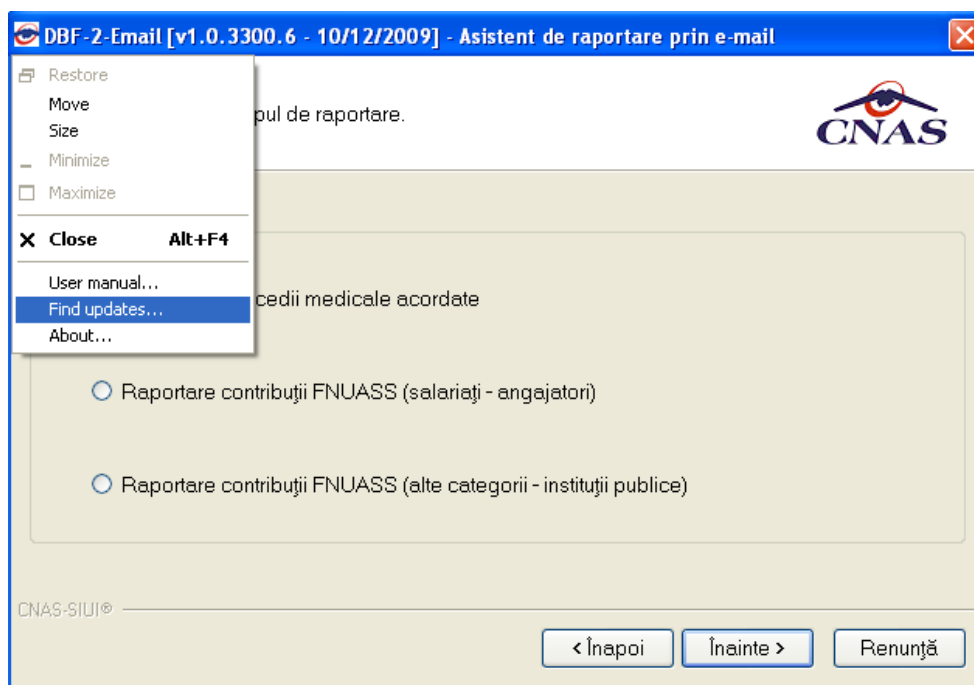 DBF-2-Email [v1.0.3300.6 - 10/12/2009] - Asistent de raportare prin e-mail
Restore
Move
Size
Minimize
Maximize
Close Alt+F4
User manual...
Find updates...
About...
pul de raportare.
CNAS
cedii medicale acordate
Raportare contribuţii FNUASS (salariaţi - angajatori)
Raportare contribuţii FNUASS (alte categorii - instituţii publice)
CNAS-SIUI®
< Înapoi
Înainte >
Renunţă